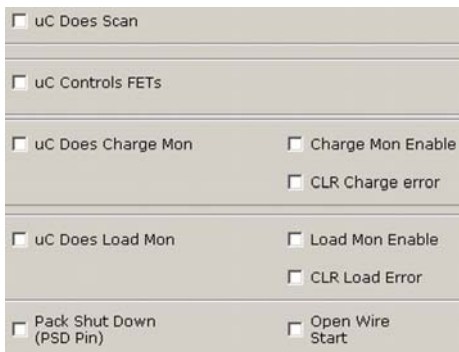 uC Does Scan
uC Controls FETs
uC Does Charge Mon
Charge Mon Enable
CLR Charge error
uC Does Load Mon
Load Mon Enable
CLR Load Error
Pack Shut Down
(PSD Pin)
Open Wire
Start